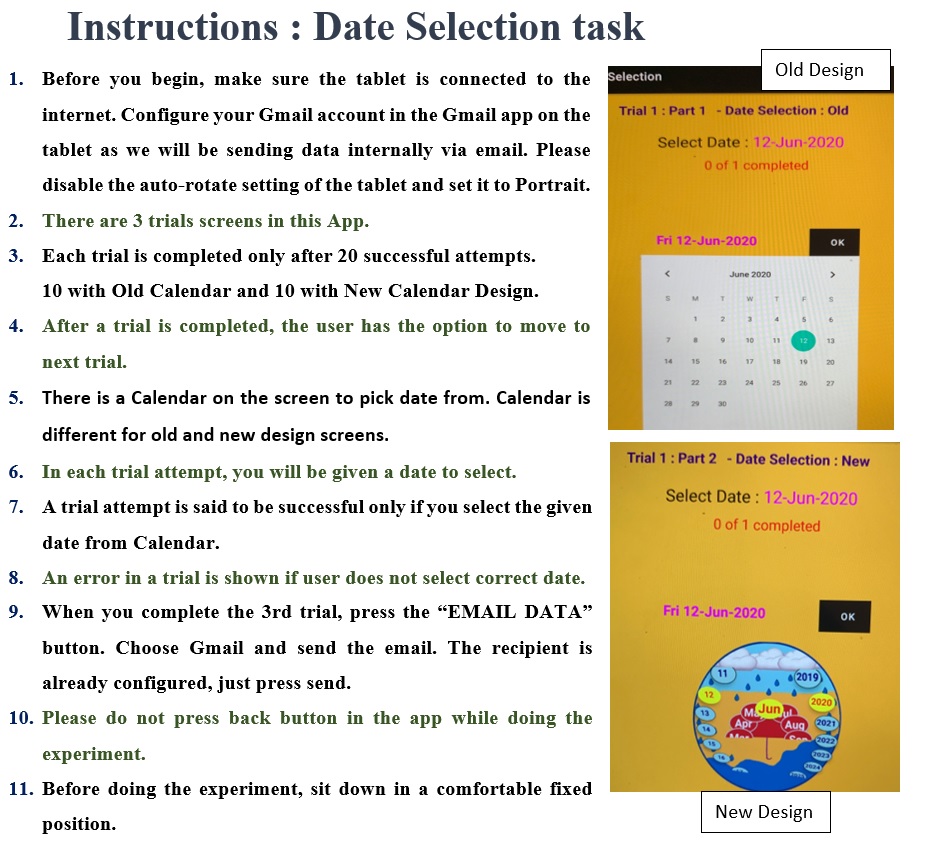 Instructions : Date Selection task
1. Before you begin, make sure the tablet is connected to the
internet. Configure your Gmail account in the Gmail app on the
tablet as we will be sending data internally via email. Please
disable the auto-rotate setting of the tablet and set it to Portrait.
2. There are 3 trials screens in this App.
3. Each trial is completed only after 20 successful attempts.
10 with Old Calendar and 10 with New Calendar Design.
4. After a trial is completed, the user has the option to move to
next trial.
5. There is a Calendar on the screen to pick date from. Calendar is
different for old and new design screens.
6. In each trial attempt, you will be given a date to select.
7. A trial attempt is said to be successful only if you select the given
date from Calendar.
8. An error in a trial is shown if user does not select correct date.
9. When you complete the 3rd trial, press the “EMAIL DATA”
button. Choose Gmail and send the email. The recipient is
already configured, just press send.
10. Please do not press back button in the app while doing the
experiment.
11. Before doing the experiment, sit down in a comfortable fixed
position.
Old Design
Selection
Trial 1 : Part 1 - Date Selection : Old
Select Date : 12-Jun-2020
0 of 1 completed
Fri 12-Jun-2020
OK
< June 2020 >
S M T W T F S
1 2 3 4 5 6
7 8 9 10 11 12 13
14 15 16 17 18 19 20
21 22 23 24 25 26 27
28 29 30
Trial 1 : Part 2 - Date Selection : New
Select Date : 12-Jun-2020
0 of 1 completed
Fri 12-Jun-2020
OK
11 2019
12 2020
13 Jun 2021
14 Apr Aug 2022
15 2023
16
New Design